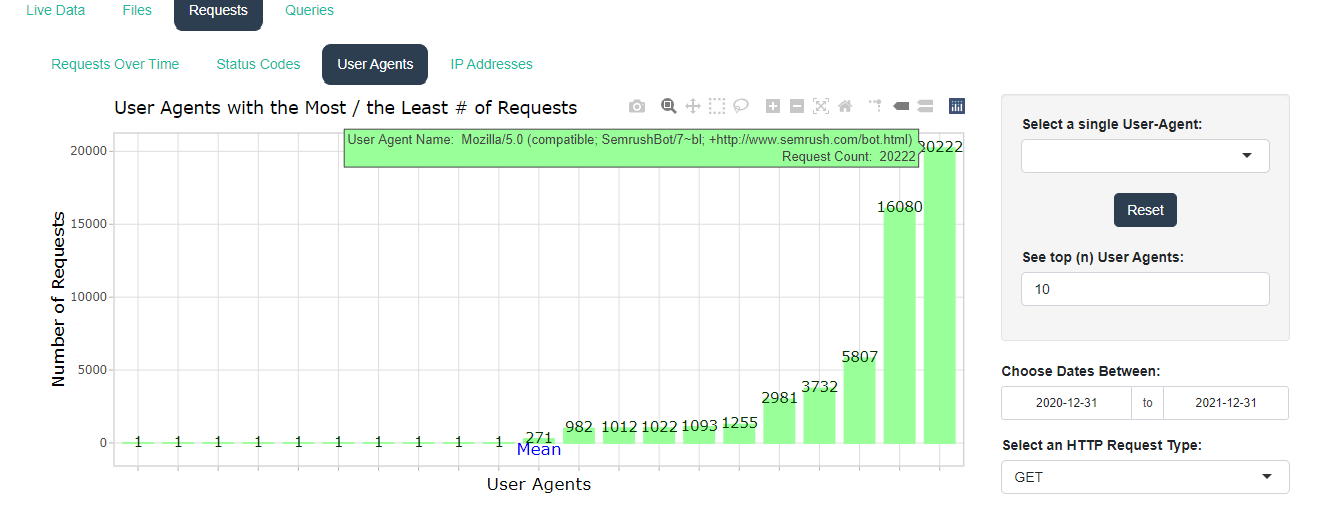 Live Data Files Requests Queries
Requests Over Time Status Codes User Agents IP Addresses
User Agents with the Most / the Least # of Requests
User Agent Name: Mozilla/5.0 (compatible; SemrushBot/7~bl; +http://www.semrush.com/bot.html)
Request Count: 20222
20222
20000
16080
15000
Number of Requests
10000
5807
5000
3732
2981
1 1 1 1 1 1 1 1 1 1 271 982 1012 1022 1093 1255
0
Mean
User Agents
Select a single User-Agent:
Reset
See top (n) User Agents:
10
Choose Dates Between:
2020-12-31 to 2021-12-31
Select an HTTP Request Type:
GET